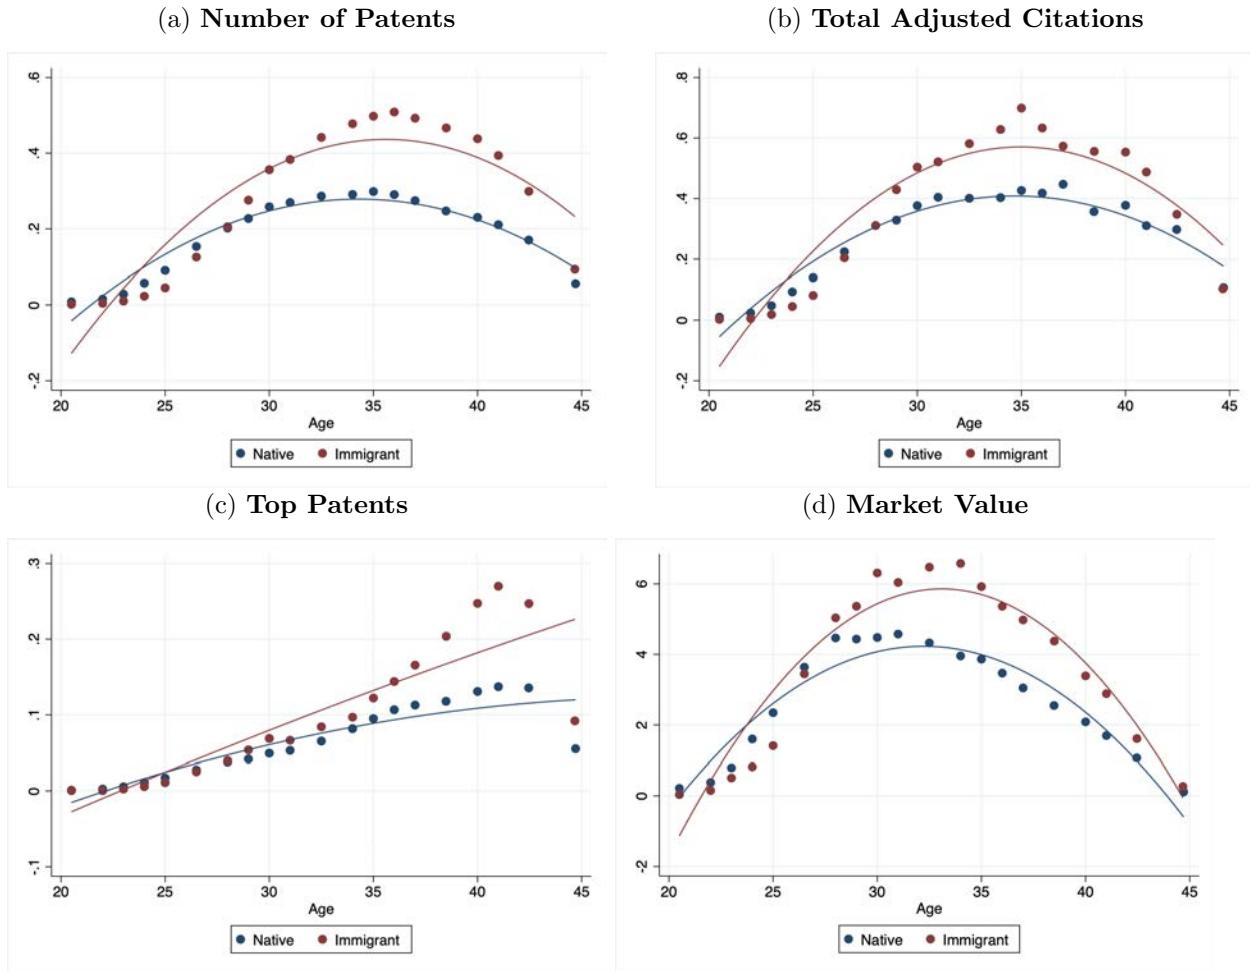 (a) Number of Patents
.6
.4
.2
0
-.2
20 25 30 35 40 45
Age
Native Immigrant
(b) Total Adjusted Citations
.8
.6
.4
.2
0
-.2
20 25 30 35 40 45
Age
Native Immigrant
(c) Top Patents
.3
.2
.1
0
-.1
20 25 30 35 40 45
Age
Native Immigrant
(d) Market Value
6
4
2
0
-2
20 25 30 35 40 45
Age
Native Immigrant